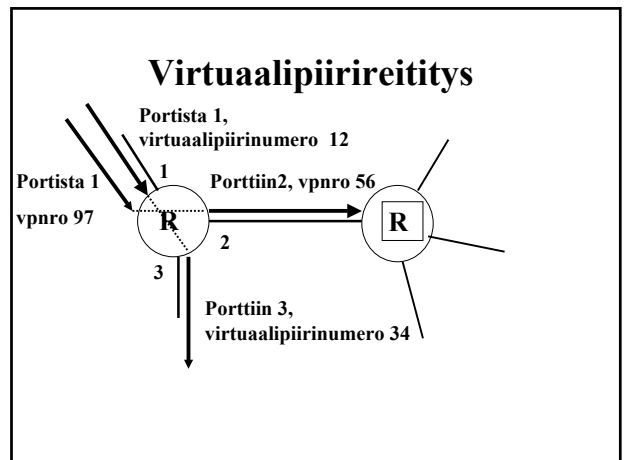 Virtuaalipiirireititys
Portista 1,
virtuaalipiirinumero 12
1
Portista 1
vpnro 97
Porttiin2, vpnro 56
R
R
2
3
Porttiin 3,
virtuaalipiirinumero 34